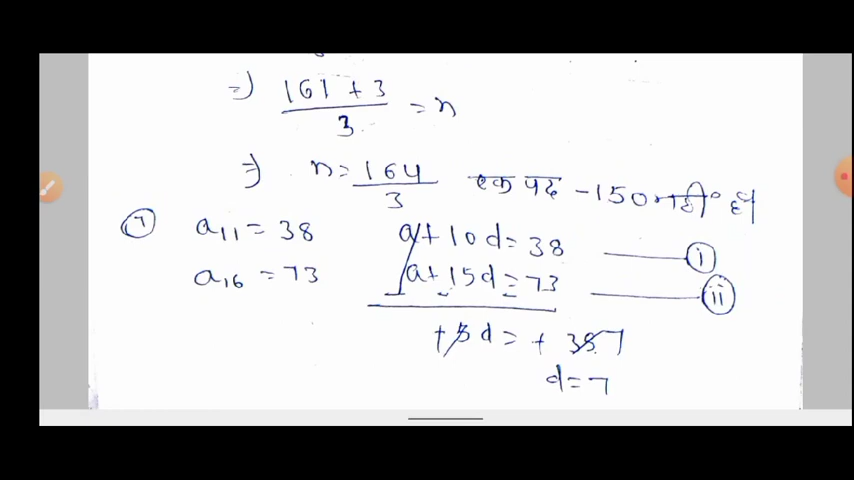 =) 161 + 3 / 3 = n
=) n = 164 / 3 एक पद -150 नहीं है
7 a11 = 38 a + 10d = 38 i
a16 = 73 a + 15d = 73 ii
+5d = + 35 7
d = 7